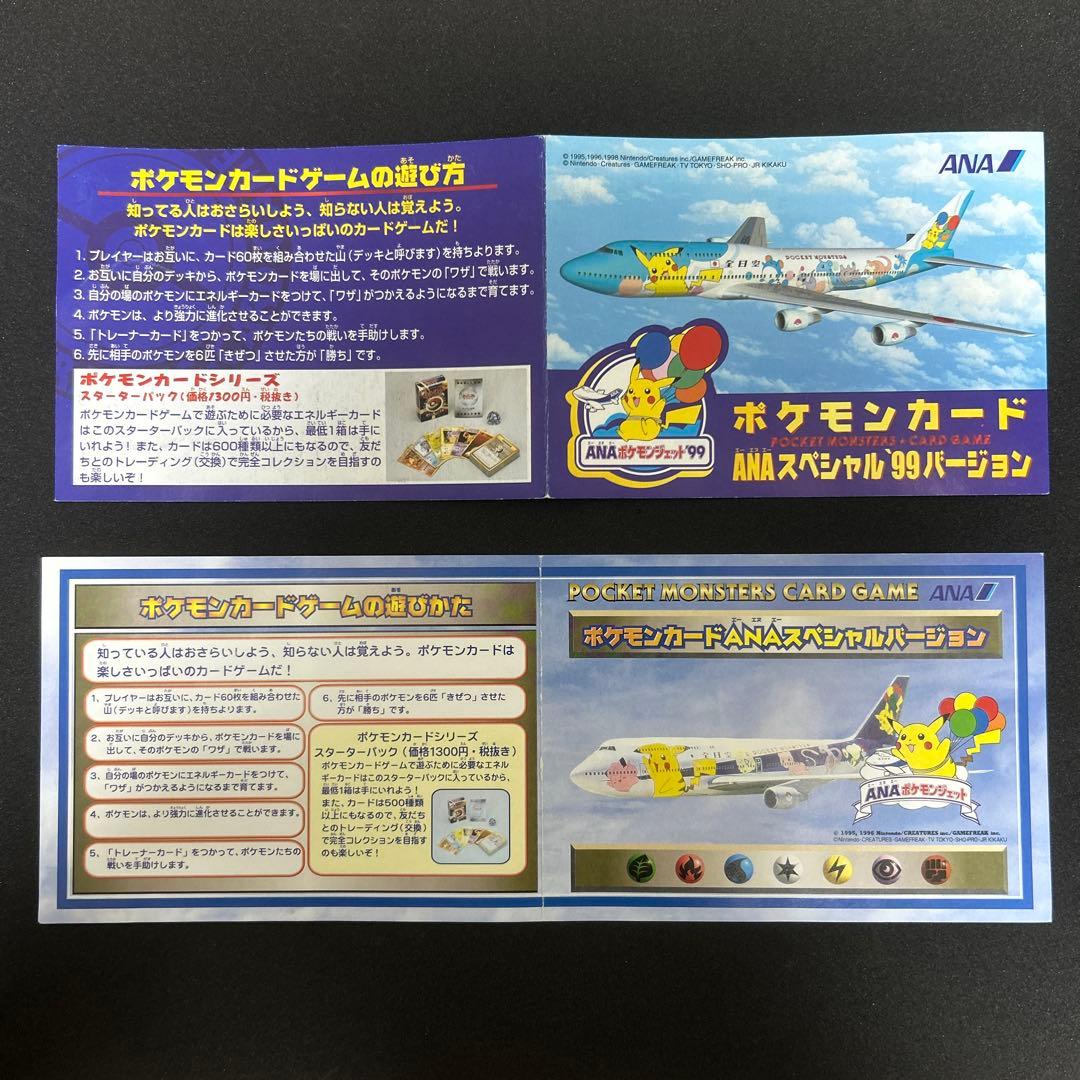 ポケモンカードゲームの遊び方
知ってる人はおさらいしよう、知らない人は覚えよう。
ポケモンカードは楽しさいっぱいのカードゲームだ!
1. プレイヤーはお互いに、カード60枚を組み合わせた山(デッキと呼びます)を持ちよります。
2. お互いに自分のデッキから、ポケモンカードを場に出して、そのポケモンの「ワザ」で戦います。
3. 自分の場のポケモンにエネルギーカードをつけて、「ワザ」がつかえるようになるまで育てます。
4. ポケモンは、より強力に進化させることができます。
5. 「トレーナーカード」をつかって、ポケモンたちの戦いを手助けします。
6. 先に相手のポケモンを6匹「きぜつ」させた方が「勝ち」です。
ポケモンカードシリーズ
スターターパック(価格1300円・税抜き)
ポケモンカードゲームで遊ぶために必要なエネルギーカード
はこのスターターパックに入っているから、最低1箱は手に
いれよう!また、カードは600種類以上にもなるので、友だ
ちとのトレーディング(交換)で完全コレクションを目指すの
も楽しいぞ!
© 1995,1996,1998 Nintendo/Creatures inc./GAMEFREAK inc.
© Nintendo・Creatures・GAMEFREAK・TV TOKYO・SHO-PRO・JR KIKAKU
ANA
全日空
POCKET MONSTERS
ANAポケモンジェット'99
ポケモンカード
POCKET MONSTERS★CARD GAME
ANAスペシャル'99バージョン
ポケモンカードゲームの遊びかた
知っている人はおさらいしよう、知らない人は覚えよう。ポケモンカードは
楽しさいっぱいのカードゲームだ!
1、プレイヤーはお互いに、カード60枚を組み合わせた
山(デッキと呼びます)を持ちよります。
2、お互いに自分のデッキから、ポケモンカードを場に
出して、そのポケモンの「ワザ」で戦います。
3、自分の場のポケモンにエネルギーカードをつけて、
「ワザ」がつかえるようになるまで育てます。
4、ポケモンは、より強力に進化させることができます。
5、「トレーナーカード」をつかって、ポケモンたちの
戦いを手助けします。
6、先に相手のポケモンを6匹「きぜつ」させた
方が「勝ち」です。
ポケモンカードシリーズ
スターターパック(価格1300円・税抜き)
ポケモンカードゲームで遊ぶために必要なエネル
ギーカードはこのスターターパックに入っているから、
最低1箱は手にいれよう!
また、カードは500種類
以上にもなるので、友だち
とのトレーディング(交換)
で完全コレクションを目指す
のも楽しいぞ!
POCKET MONSTERS CARD GAME
ANA
ポケモンカードANAスペシャルバージョン
全日空
POCKET MONSTERS
ANAポケモンジェット
© 1995, 1996 Nintendo/CREATURES inc./GAMEFREAK inc.
©Nintendo・CREATURES・GAMEFREAK・TV TOKYO・SHO-PRO・JR KIKAKU